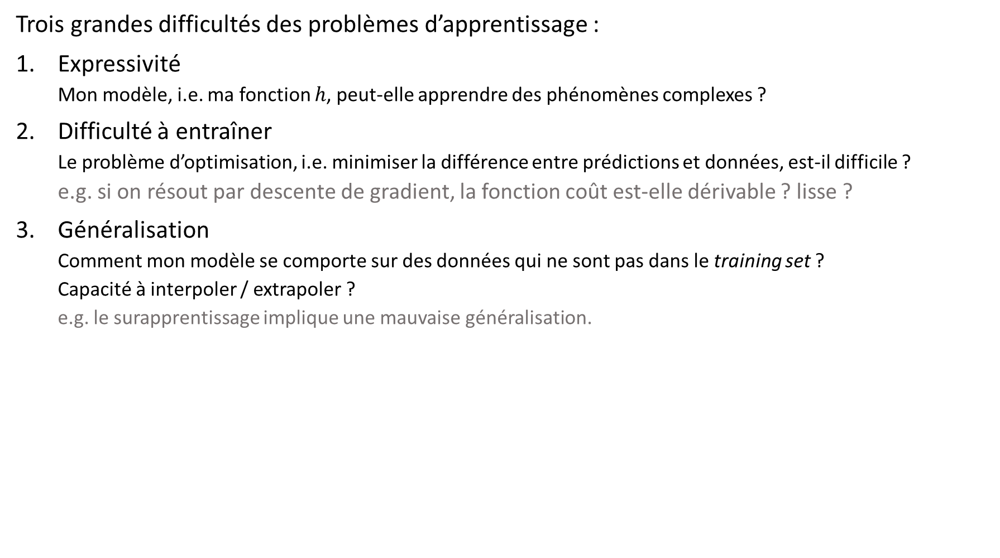 Trois grandes difficultés des problèmes d’apprentissage :
1. Expressivité
Mon modèle, i.e. ma fonction h, peut-elle apprendre des phénomènes complexes ?
2. Difficulté à entraîner
Le problème d’optimisation, i.e. minimiser la différence entre prédictions et données, est-il difficile ?
e.g. si on résout par descente de gradient, la fonction coût est-elle dérivable ? lisse ?
3. Généralisation
Comment mon modèle se comporte sur des données qui ne sont pas dans le training set ?
Capacité à interpoler / extrapoler ?
e.g. le surapprentissage implique une mauvaise généralisation.